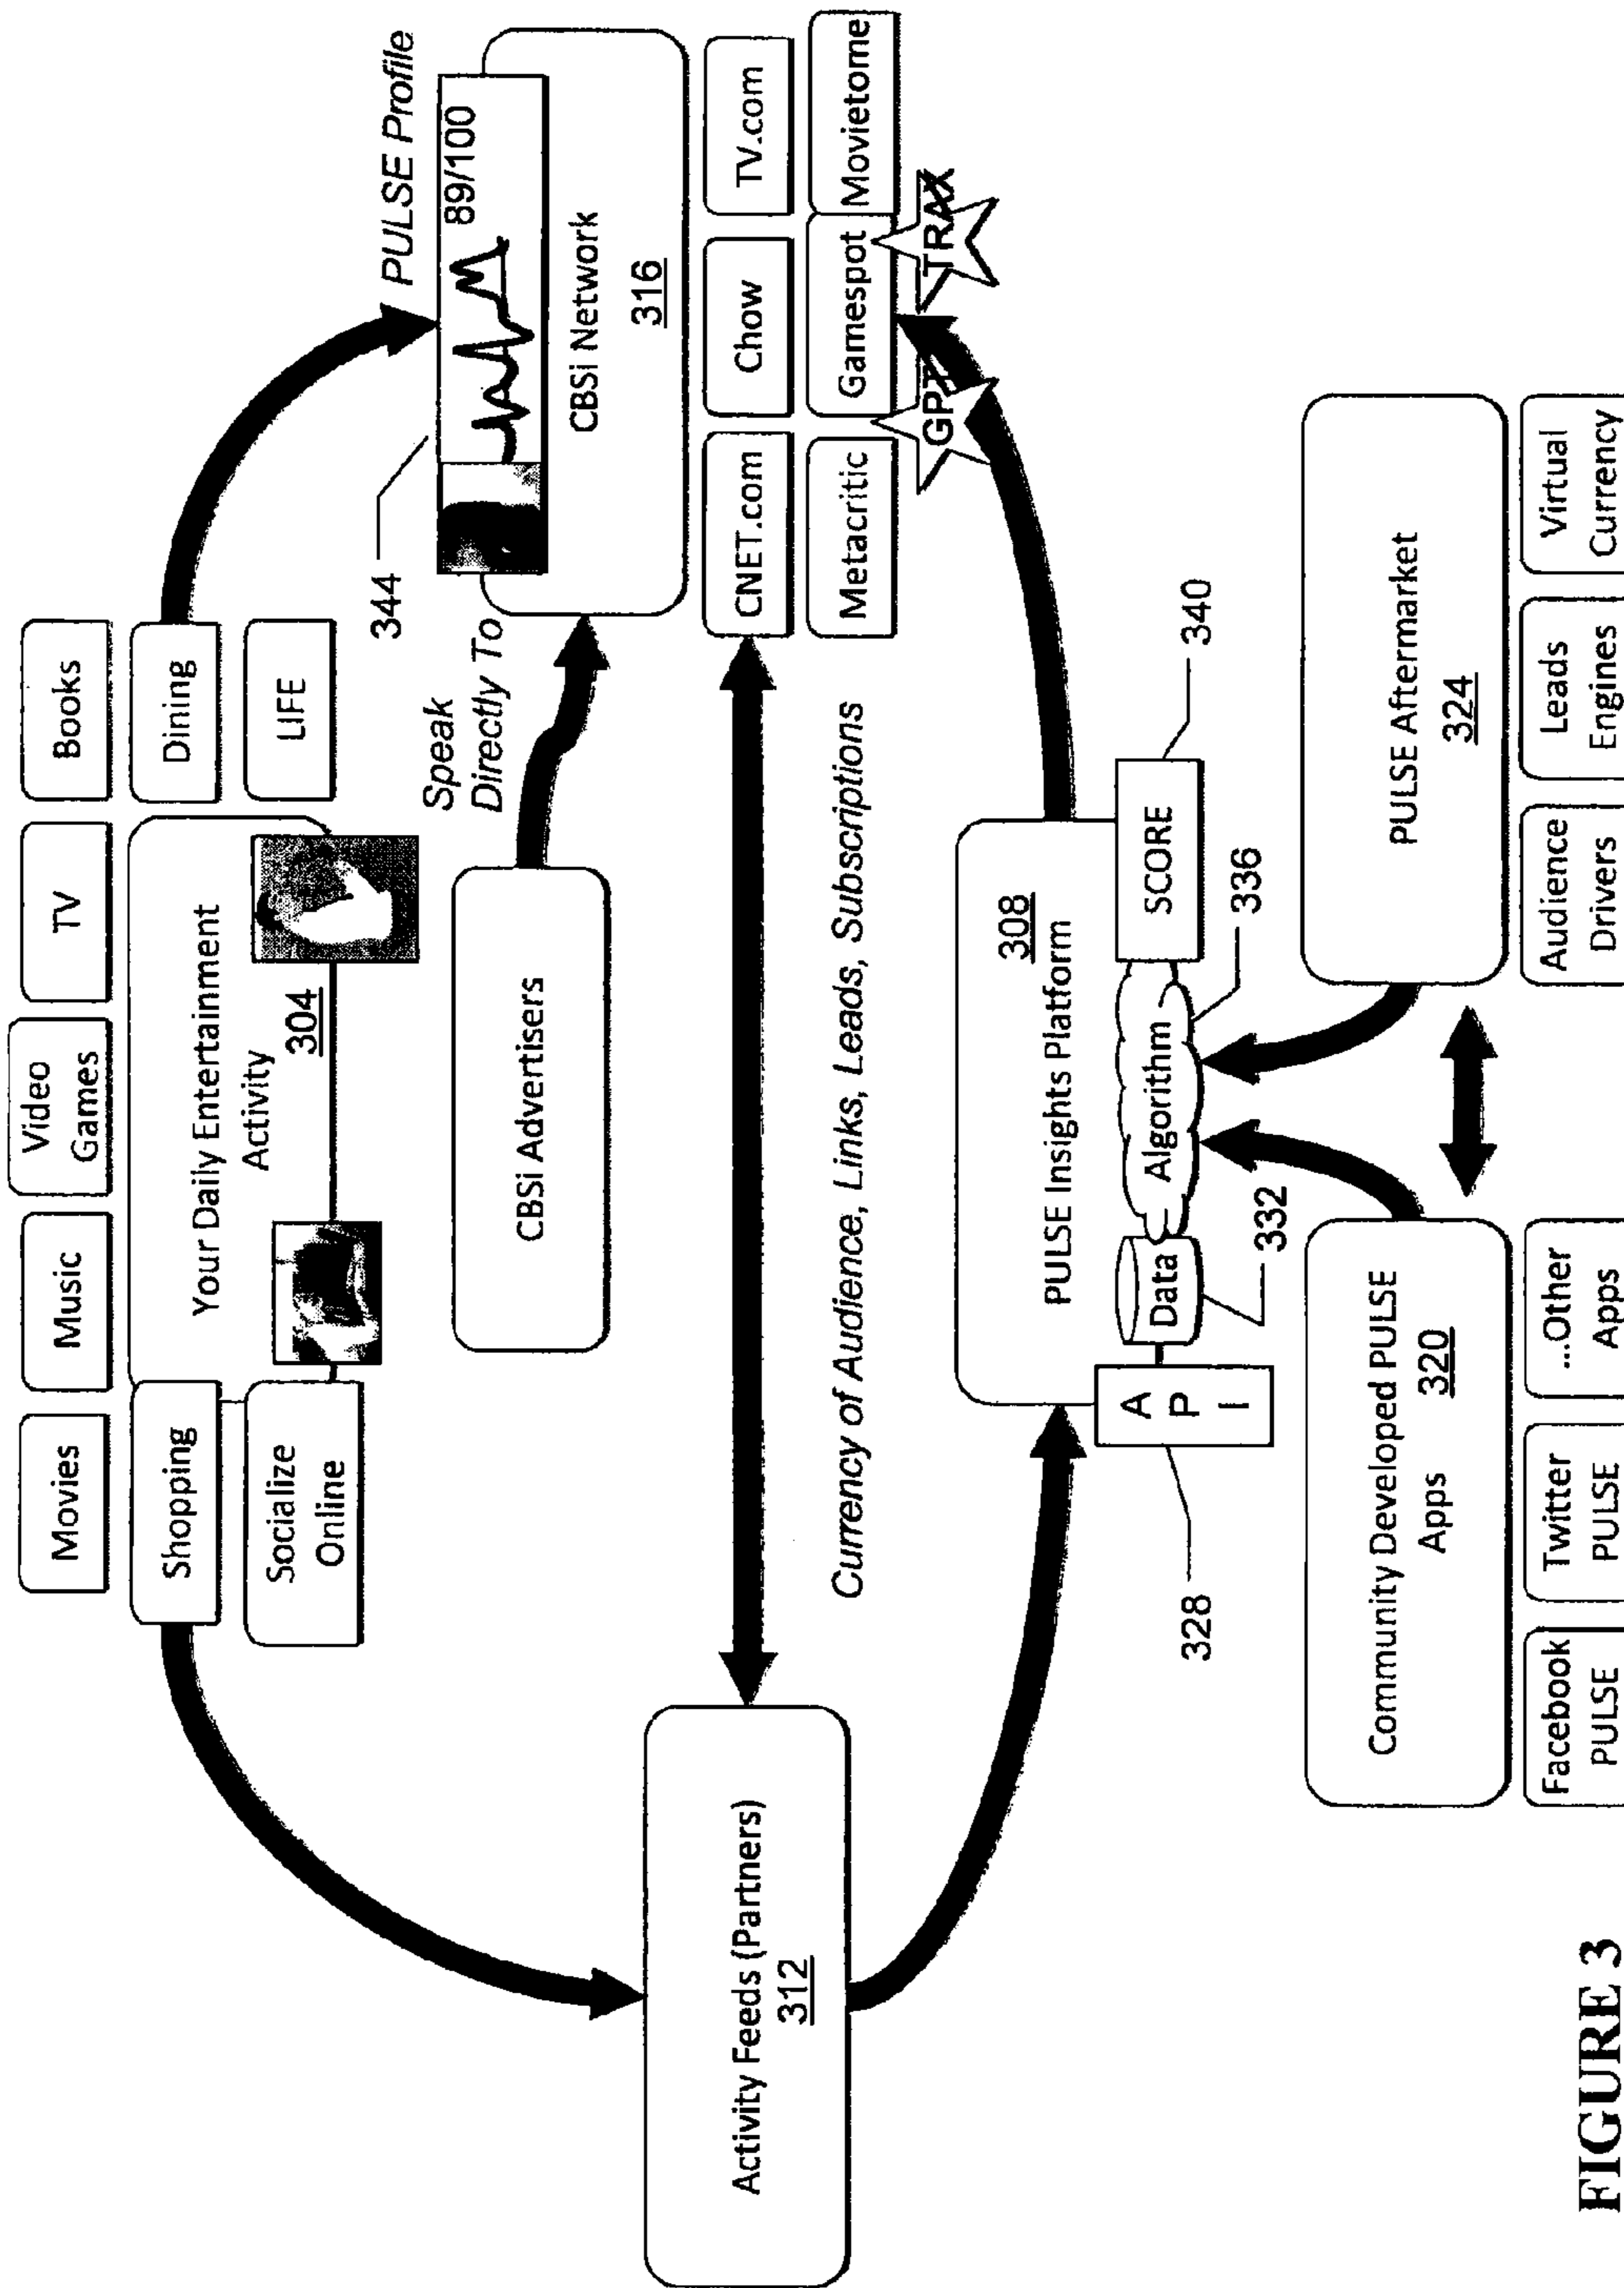 Movies
Music
Video
Games
TV
Books
Shopping
Your Daily Entertainment
Activity
304
Dining
Socialize
Online
LIFE
344
PULSE Profile
89/100
CBSi Advertisers
Speak
Directly To
CBSi Network
316
Activity Feeds (Partners)
312
CNET.com
Chow
TV.com
Metacritic
Gamespot
Movietome
GPT
TRAX
Currency of Audience, Links, Leads, Subscriptions
308
PULSE Insights Platform
A
P
I
Data
Algorithm
SCORE
328
332
336
340
Community Developed PULSE
Apps
320
PULSE Aftermarket
324
Facebook
PULSE
Twitter
PULSE
...Other
Apps
Audience
Drivers
Leads
Engines
Virtual
Currency
FIGURE 3